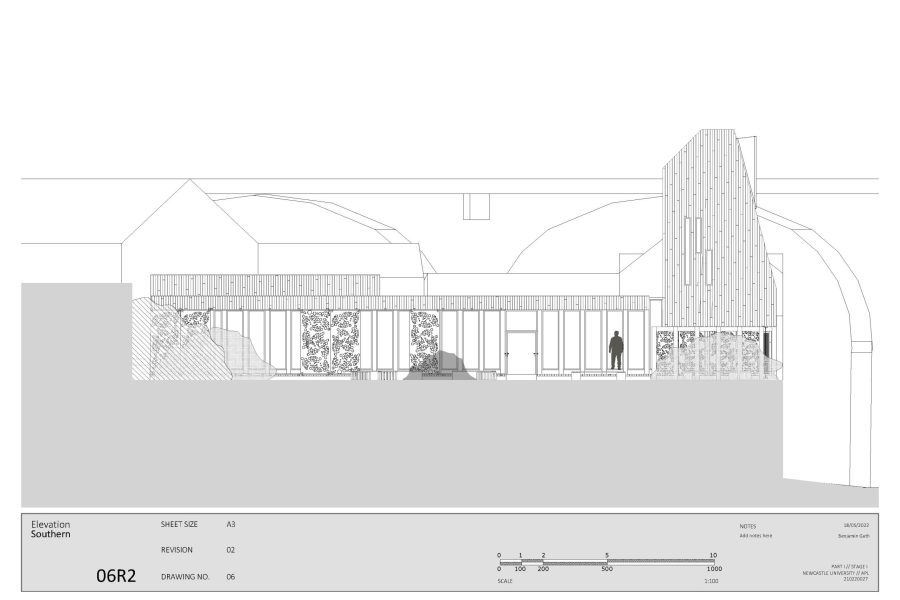 Elevation
Southern
06R2
SHEET SIZE A3
REVISION 02
DRAWING NO. 06
0 1 2 5 10
0 100 200 500 1000
SCALE 1:100
NOTES
Add notes here
18/05/2022
Benjamin Gath
PART I // STAGE I
NEWCASTLE UNIVERSITY // APL
210220027